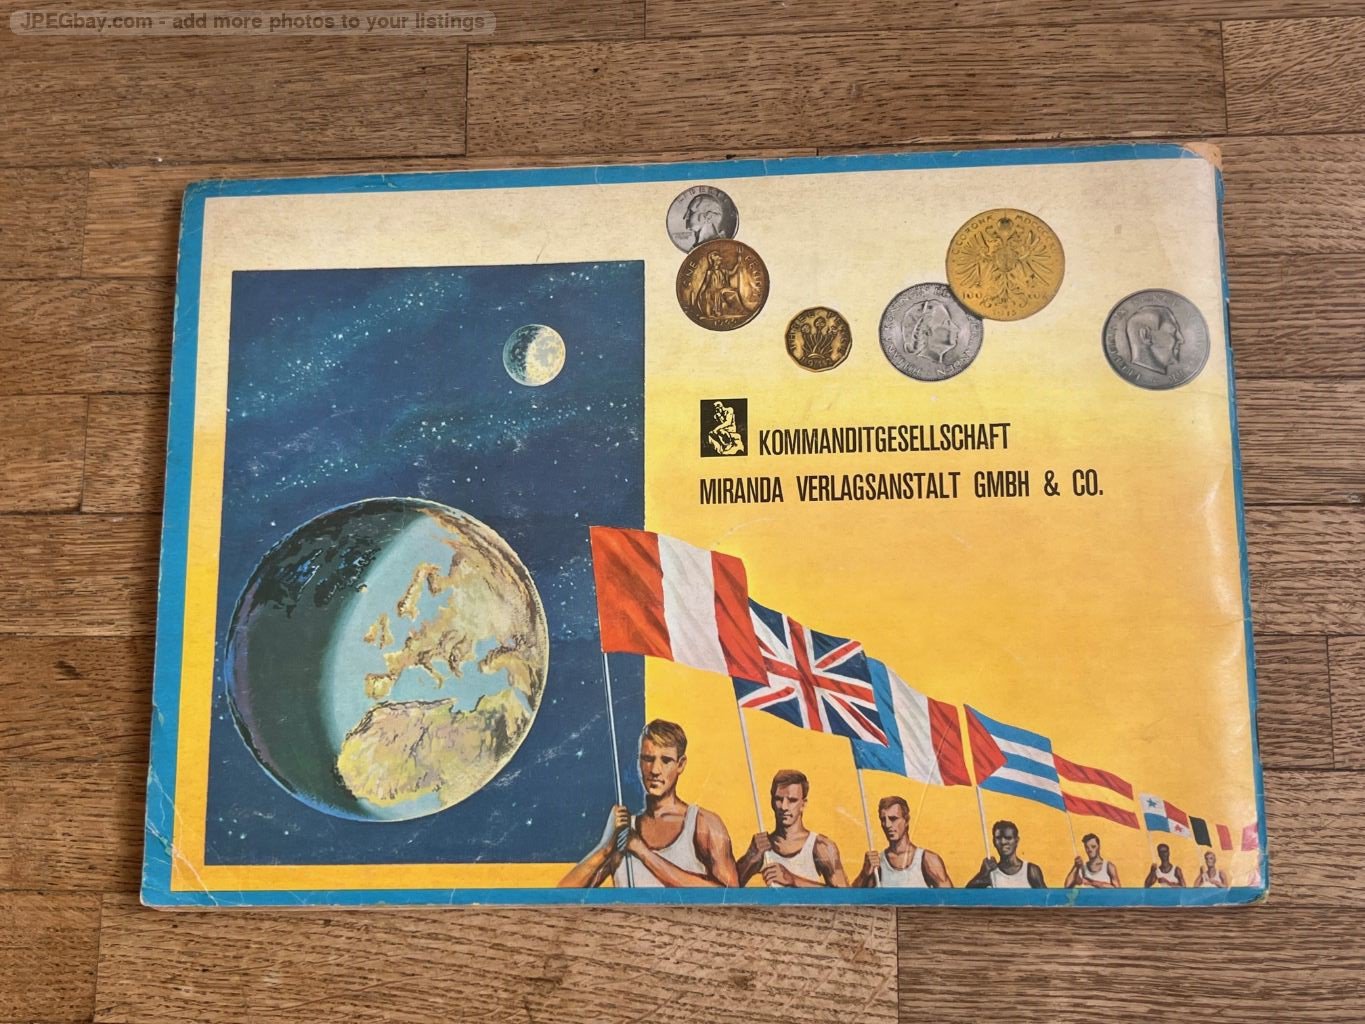 JPEGbay.com - add more photos to your listings
KOMMANDITGESELLSCHAFT
MIRANDA VERLAGSANSTALT GMBH & CO.